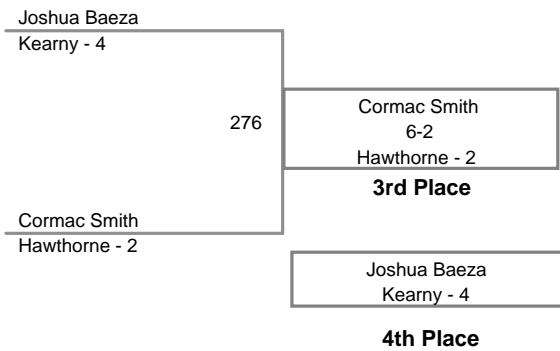 Joshua Baeza
Kearny - 4
276
Cormac Smith
6-2
Hawthorne - 2
3rd Place
Cormac Smith
Hawthorne - 2
Joshua Baeza
Kearny - 4
4th Place